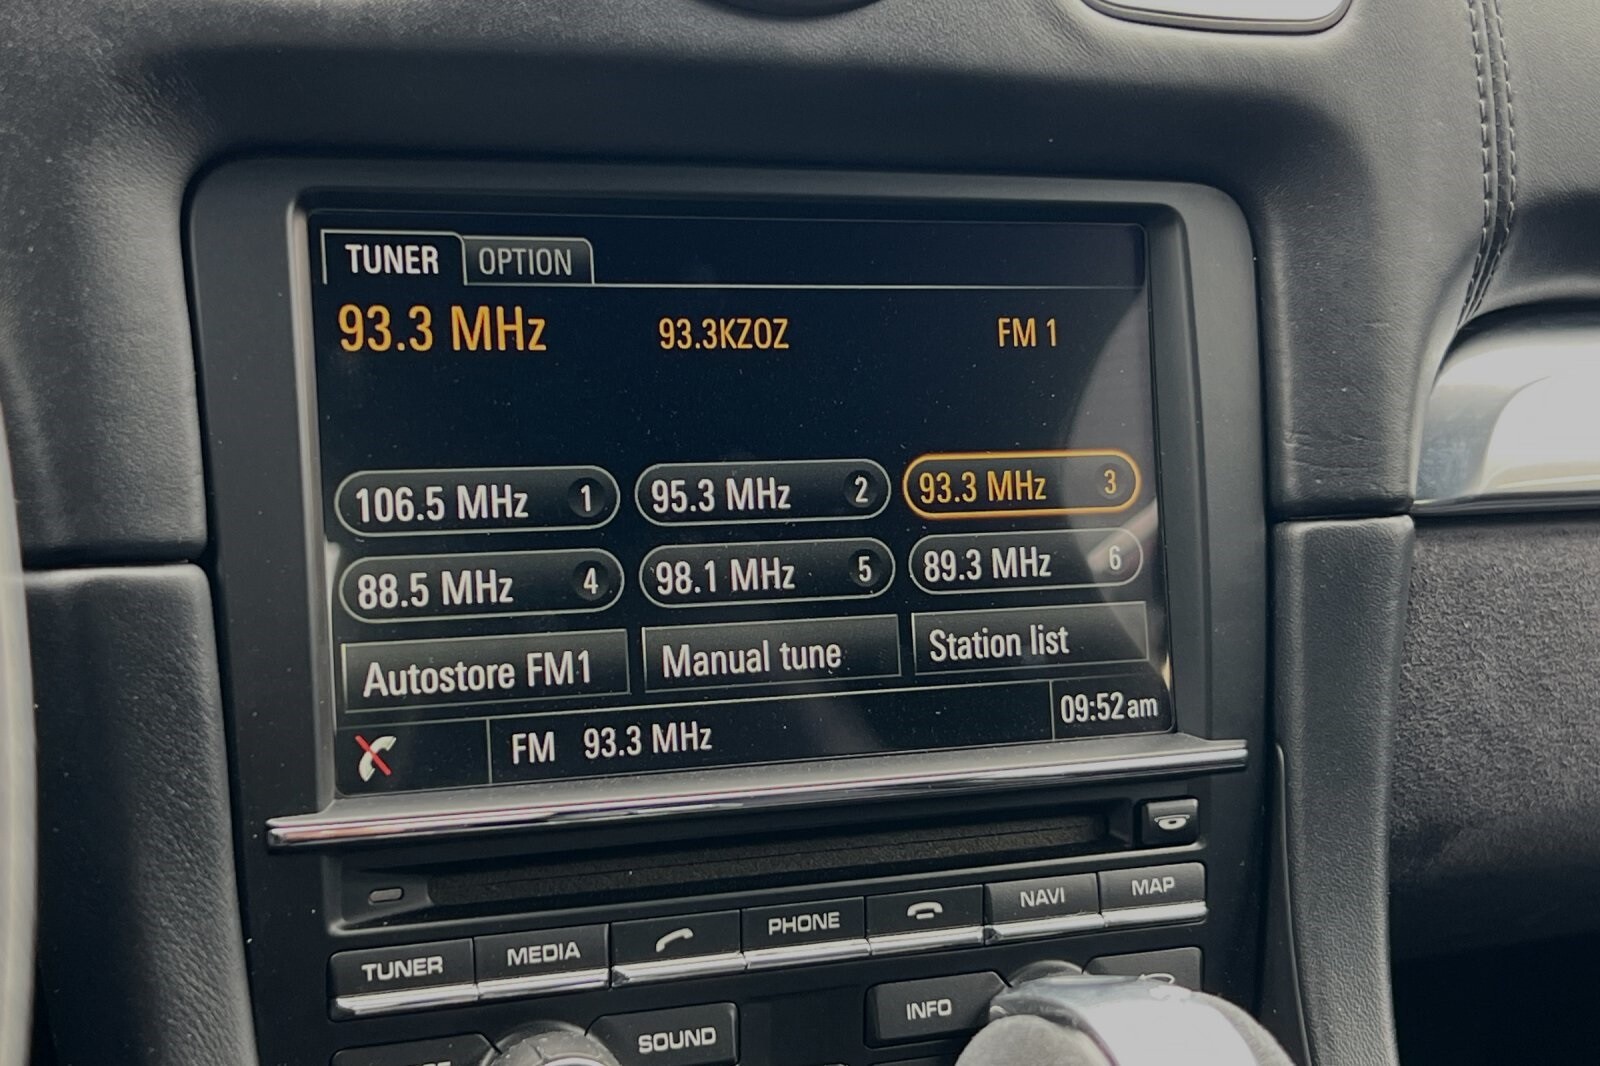 TUNER OPTION
93.3 MHz 93.3KZOZ FM 1
106.5 MHz 1 95.3 MHz 2 93.3 MHz 3
88.5 MHz 4 98.1 MHz 5 89.3 MHz 6
Autostore FM1 Manual tune Station list
FM 93.3 MHz 09:52am
TUNER MEDIA PHONE NAVI MAP
SOUND INFO